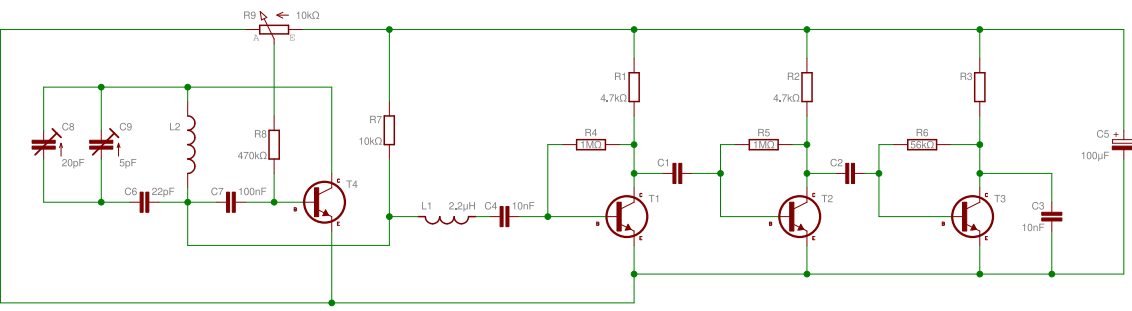 R9 10kΩ
A E
R1
4.7kΩ
R2
4.7kΩ
R3
C8
20pF
C9
5pF
L2
R8
470kΩ
R7
10kΩ
R4
1MΩ
R5
1MΩ
R6
56kΩ
C5 +
100µF
C6 22pF
C7 100nF
C
T4
B
E
L1 2.2µH
C4 10nF
C1
C2
C
T1
B
E
C
T2
B
E
C
T3
B
E
C3
10nF